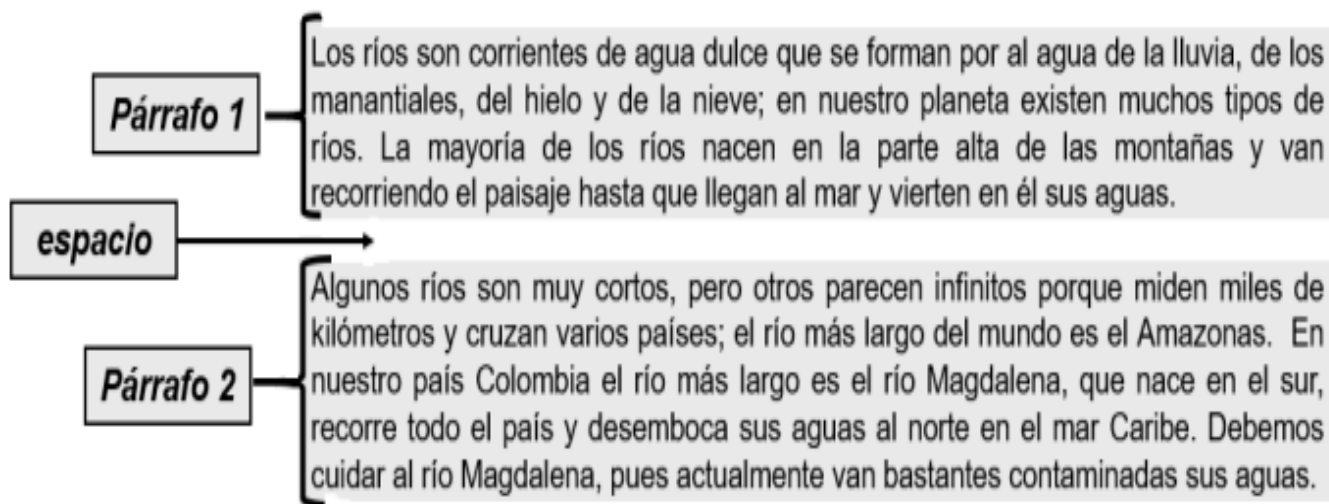 Párrafo 1
Los ríos son corrientes de agua dulce que se forman por al agua de la lluvia, de los
manantiales, del hielo y de la nieve; en nuestro planeta existen muchos tipos de
ríos. La mayoría de los ríos nacen en la parte alta de las montañas y van
recorriendo el paisaje hasta que llegan al mar y vierten en él sus aguas.
espacio
Párrafo 2
Algunos ríos son muy cortos, pero otros parecen infinitos porque miden miles de
kilómetros y cruzan varios países; el río más largo del mundo es el Amazonas. En
nuestro país Colombia el río más largo es el río Magdalena, que nace en el sur,
recorre todo el país y desemboca sus aguas al norte en el mar Caribe. Debemos
cuidar al río Magdalena, pues actualmente van bastantes contaminadas sus aguas.